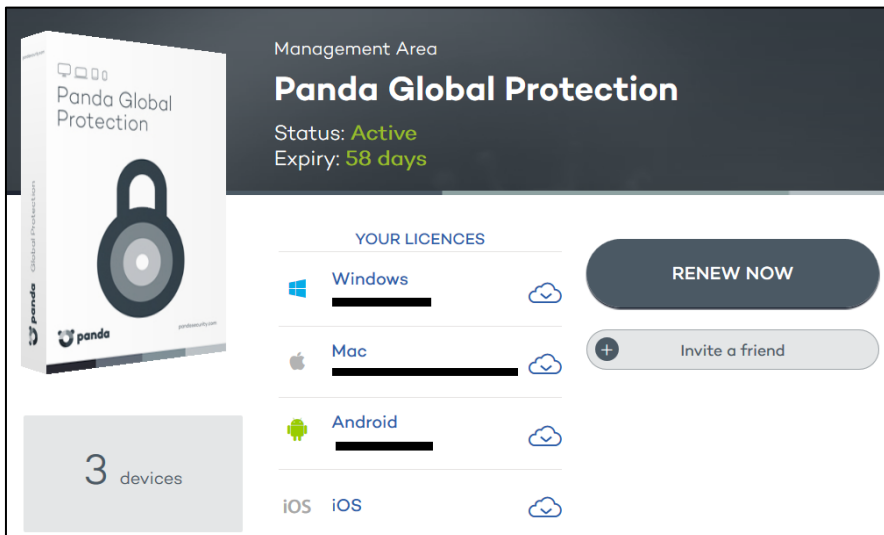 Management Area
Panda Global Protection
Status: Active
Expiry: 58 days
Panda Global
Protection
Global Protection
panda
panda
pandasecurity.com
3 devices
YOUR LICENCES
Windows
Mac
Android
iOS iOS
RENEW NOW
Invite a friend